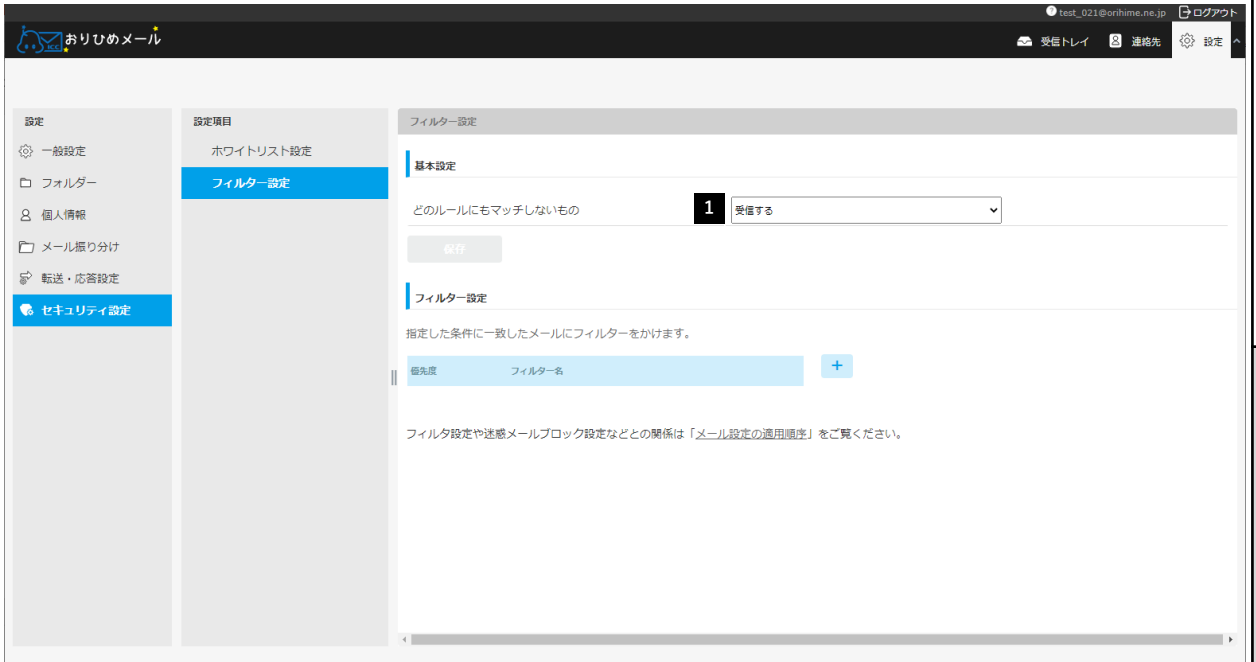 test_021@orihime.ne.jp ログアウト
ICC おりひめメール
受信トレイ 連絡先 設定
設定
一般設定
フォルダー
個人情報
メール振り分け
転送・応答設定
セキュリティ設定
設定項目
ホワイトリスト設定
フィルター設定
フィルター設定
基本設定
どのルールにもマッチしないもの 1 受信する
保存
フィルター設定
指定した条件に一致したメールにフィルターをかけます。
優先度 フィルター名 +
フィルタ設定や迷惑メールブロック設定などとの関係は「メール設定の適用順序」をご覧ください。